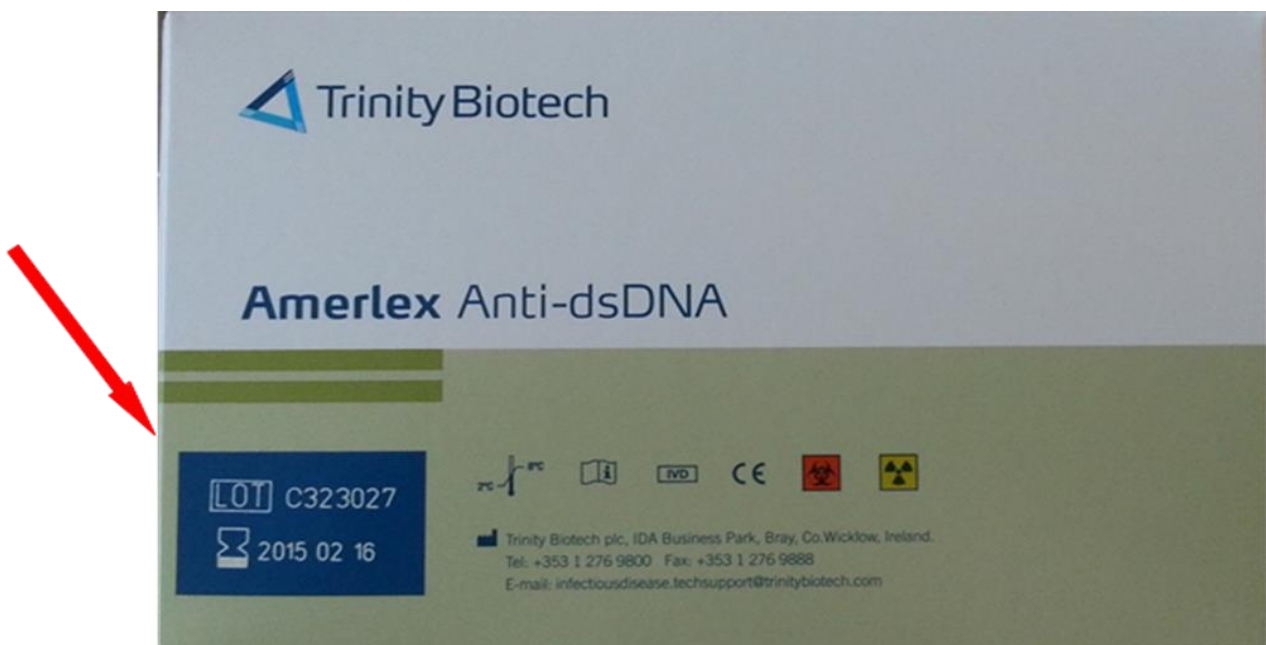 Trinity Biotech
Amerlex Anti-dsDNA
LOT C323027
2015 02 16
2°C 8°C
IVD
CE
Trinity Biotech plc, IDA Business Park, Bray, Co.Wicklow, Ireland.
Tel: +353 1 276 9800 Fax: +353 1 276 9888
E-mail: infectiousdisease.techsupport@trinitybiotech.com